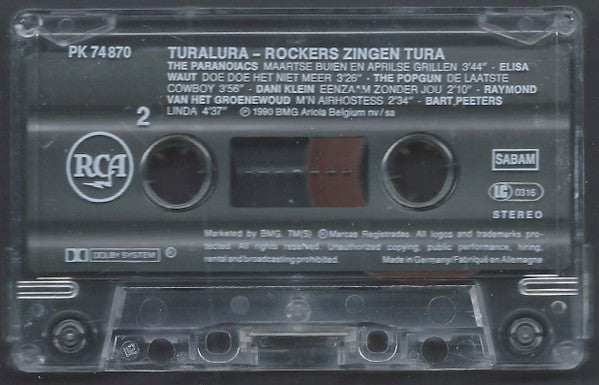 PK 74870 TURALURA – ROCKERS ZINGEN TURA
THE PARANOIACS MAARTSE BUIEN EN APRILSE GRILLEN 3'44" · ELISA
WAUT DOE DOE HET NIET MEER 3'26" · THE POPGUN DE LAATSTE
COWBOY 3'56" · DANI KLEIN EENZA*M ZONDER JOU 2'10" · RAYMOND
VAN HET GROENEWOUD M'N AIRHOSTESS 2'34" · BART PEETERS
LINDA 4'37" ℗ 1990 BMG Ariola Belgium nv/sa
2
RCA
SABAM
LC 0316
STEREO
Marketed by BMG. TM(S) ® Marcas Registrades. All logos and trademarks pro-
tected. All rights reserved. Unauthorized copying, public performance, hiring,
rental and broadcasting prohibited. Made in Germany/Fabriqué en Allemagne
DOLBY SYSTEM ®